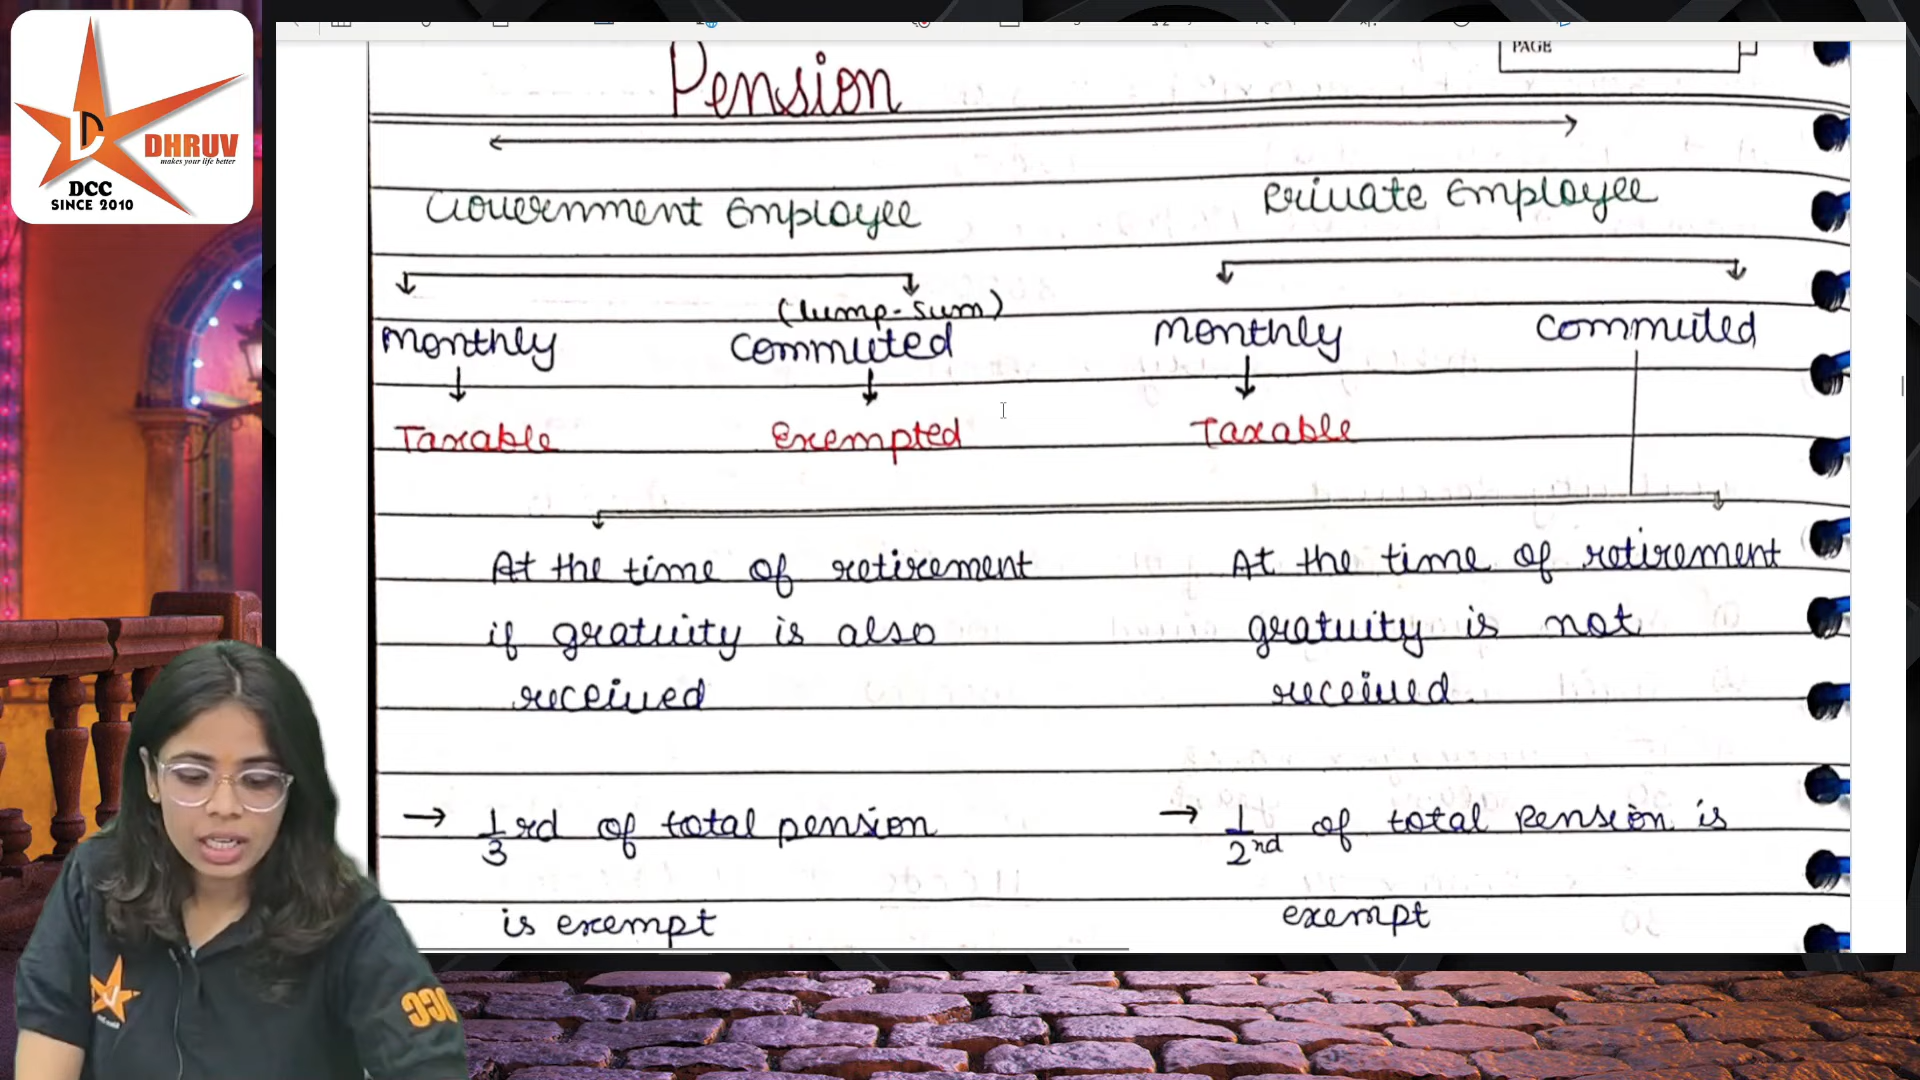 DHRUV
makes your life better
DCC
SINCE 2010
PAGE
Pension
Government Employee
Private Employee
(lump-sum)
Monthly
Commuted
Monthly
Commuted
Taxable
Exempted
Taxable
At the time of retirement
if gratuity is also
received
At the time of retirement
gratuity is not
received.
→ 1/3rd of total pension
is exempt
→ 1/2nd of total Pension is
exempt